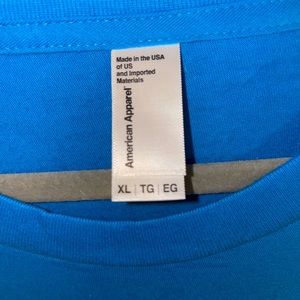 Made in the USA
of US
and Imported
Materials
American Apparel
XL | TG | EG